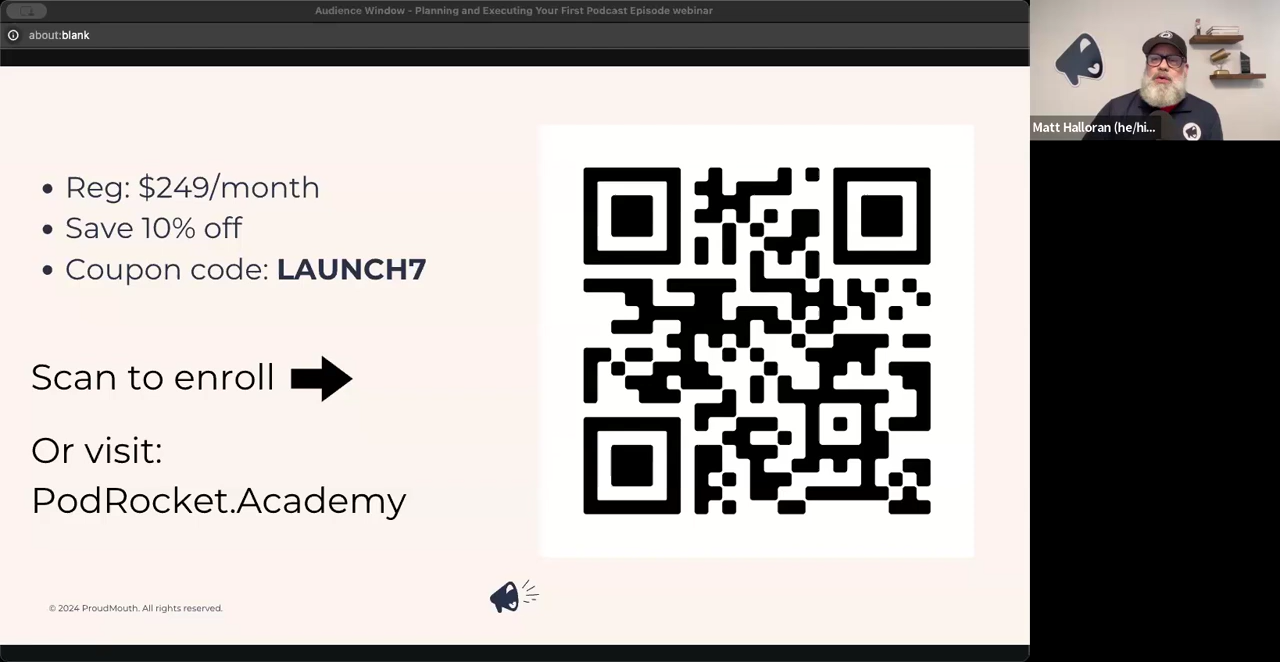 Audience Window - Planning and Executing Your First Podcast Episode webinar
about:blank
Reg: $249/month
Save 10% off
Coupon code: LAUNCH7
Scan to enroll
Or visit:
PodRocket.Academy
© 2024 ProudMouth. All rights reserved.
Matt Halloran (he/hi...